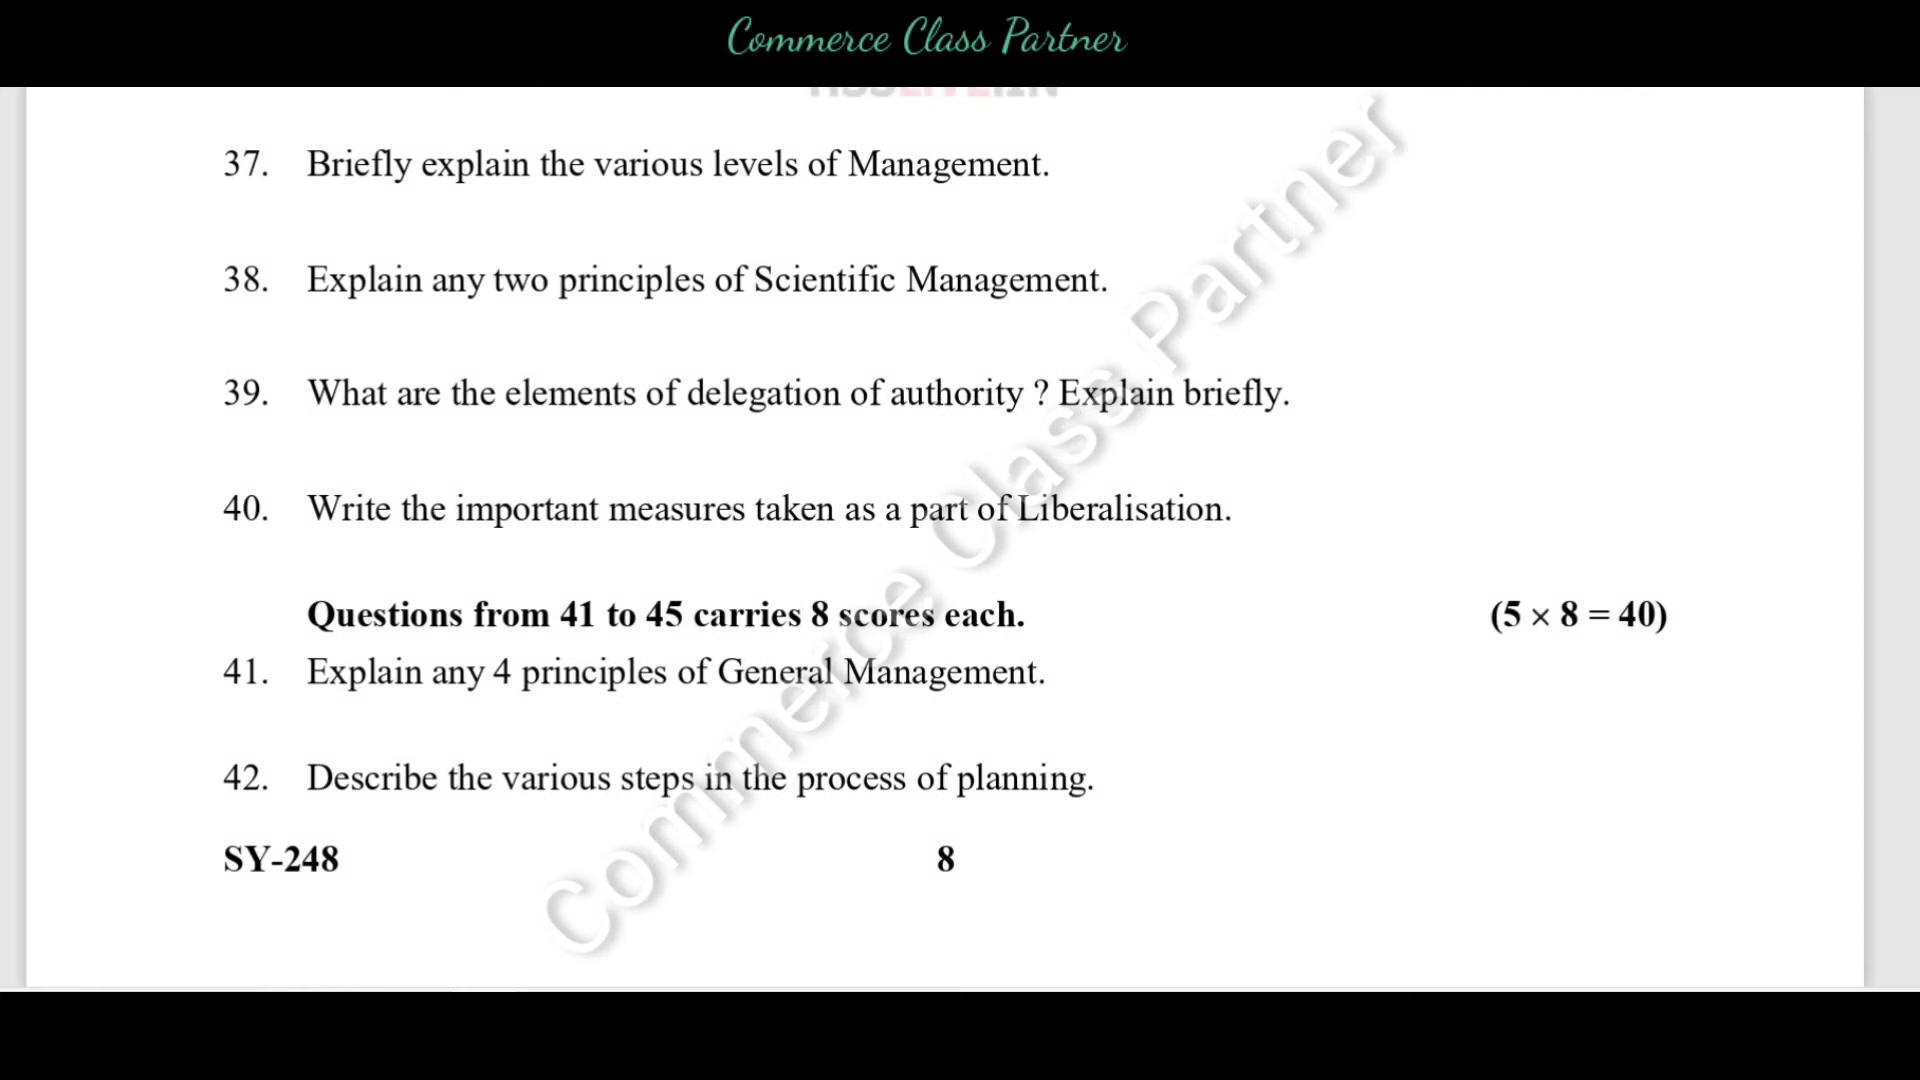 Commerce Class Partner
37. Briefly explain the various levels of Management.
38. Explain any two principles of Scientific Management.
39. What are the elements of delegation of authority ? Explain briefly.
40. Write the important measures taken as a part of Liberalisation.
Questions from 41 to 45 carries 8 scores each. (5 × 8 = 40)
41. Explain any 4 principles of General Management.
42. Describe the various steps in the process of planning.
SY-248 8
Commerce Class Partner